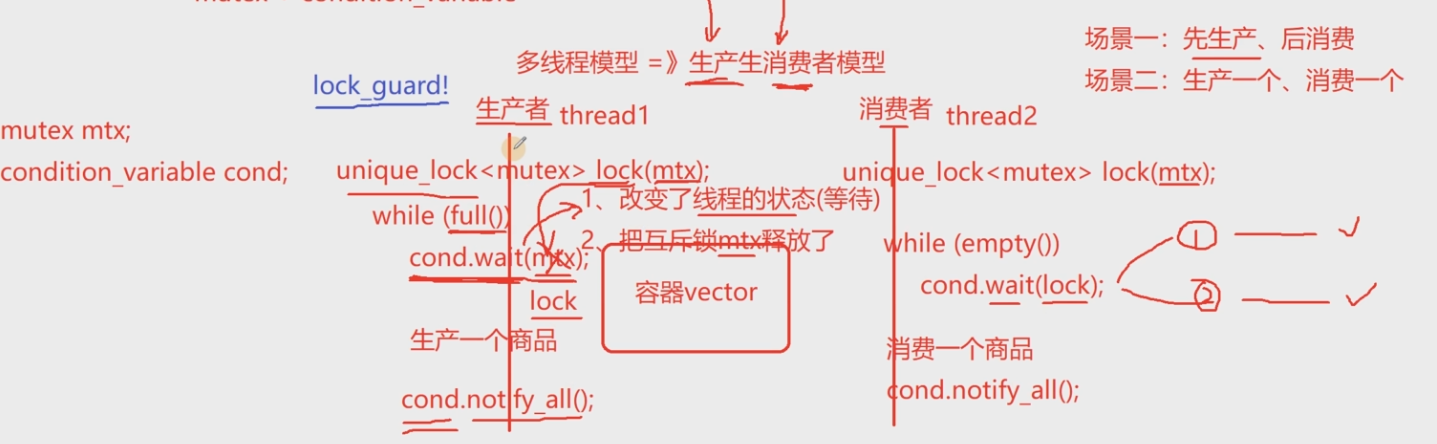 mutex + condition_variable
场景一：先生产、后消费
多线程模型 =》生产生消费者模型
场景二：生产一个、消费一个
lock_guard!
生产者 thread1
消费者 thread2
mutex mtx;
condition_variable cond;
unique_lock<mutex> lock(mtx);
unique_lock<mutex> lock(mtx);
1、改变了线程的状态(等待)
while (full())
2、把互斥锁mtx释放了
while (empty())
cond.wait(mtx);
cond.wait(lock);
①
②
容器vector
lock
生产一个商品
消费一个商品
cond.notify_all();
cond.notify_all();